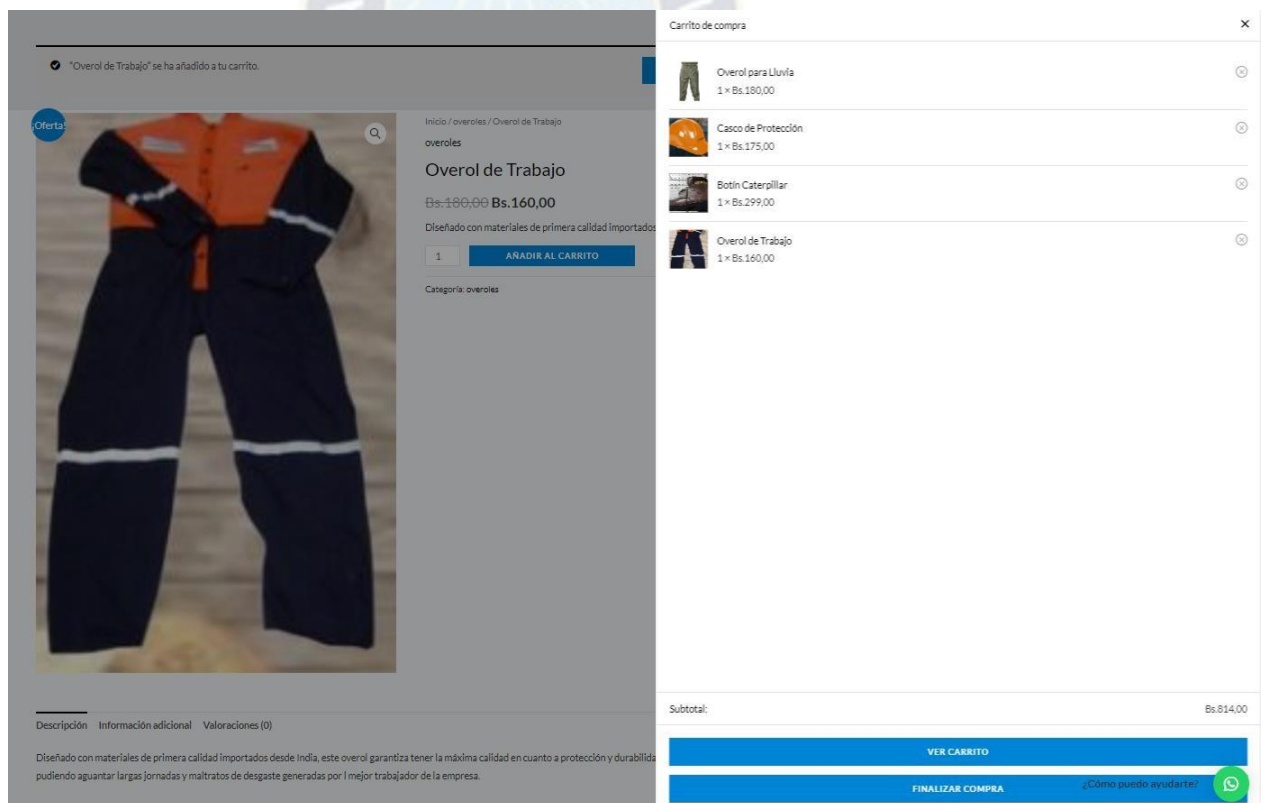 "Overol de Trabajo" se ha añadido a tu carrito.
¡Oferta!
Inicio / overoles / Overol de Trabajo
overoles
Overol de Trabajo
Bs.180,00 Bs.160,00
Diseñado con materiales de primera calidad importados
1 AÑADIR AL CARRITO
Categoría: overoles
Descripción Información adicional Valoraciones (0)
Diseñado con materiales de primera calidad importados desde India, este overol garantiza tener la máxima calidad en cuanto a protección y durabilida
pudiendo aguantar largas jornadas y maltratos de desgaste generadas por l mejor trabajador de la empresa.
Carrito de compra
Overol para Lluvia
1 × Bs.180,00
Casco de Protección
1 × Bs.175,00
Botín Caterpillar
1 × Bs.299,00
Overol de Trabajo
1 × Bs.160,00
Subtotal: Bs.814,00
VER CARRITO
FINALIZAR COMPRA
¿Cómo puedo ayudarte?